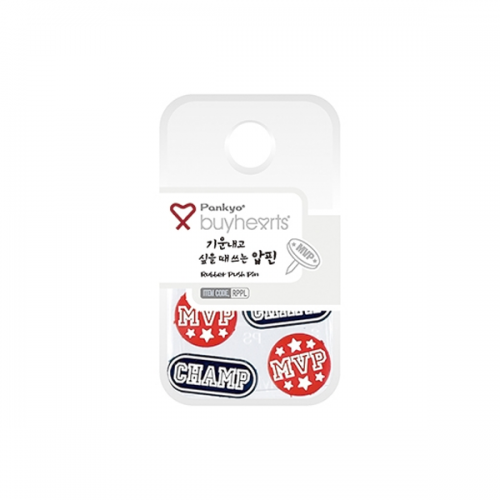 Pankyo®
buyhearts®
기운내고
싶을 때 쓰는 압핀
MVP
Rubber Push Pin
ITEM CODE. RPPL
MVP
CHAMP
CHAMP
MVP